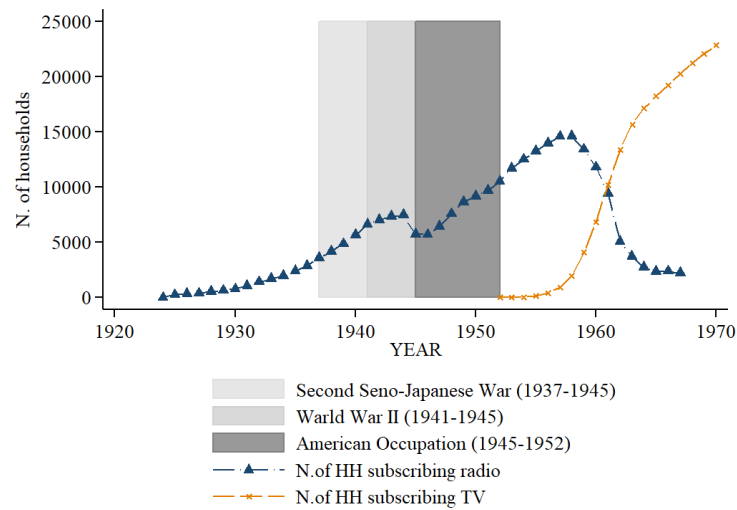 25000
20000
15000
10000
5000
0
N. of households
1920 1930 1940 1950 1960 1970
YEAR
Second Seno-Japanese War (1937-1945)
Warld War II (1941-1945)
American Occupation (1945-1952)
N.of HH subscribing radio
N.of HH subscribing TV